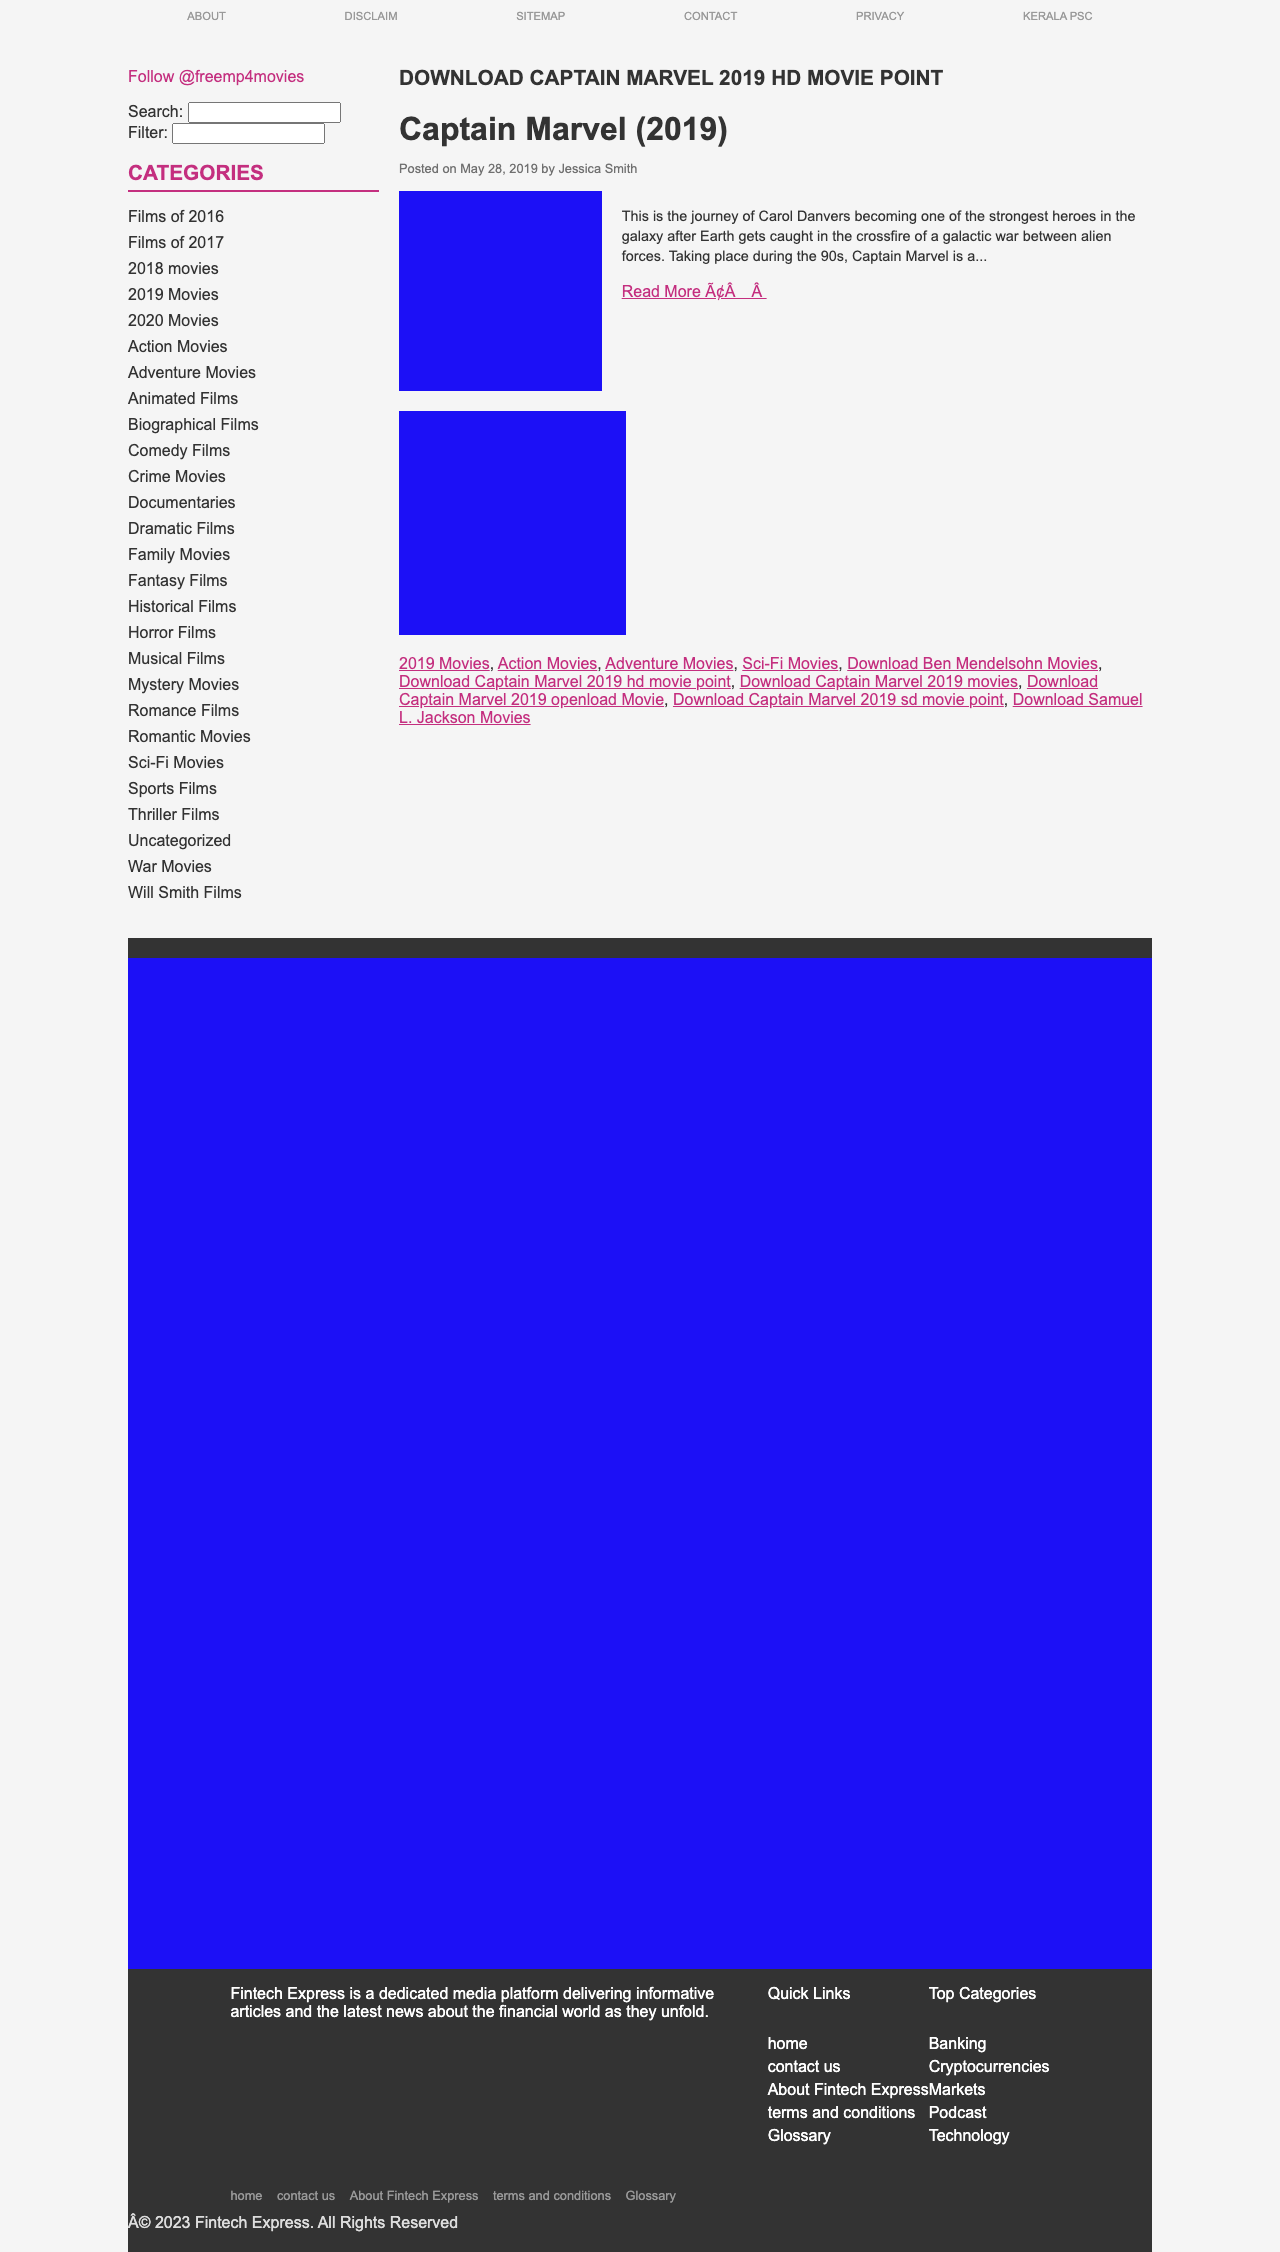 ABOUT DISCLAIM SITEMAP CONTACT PRIVACY KERALA PSC
Follow @freemp4movies
Search:
Filter:
CATEGORIES
Films of 2016
Films of 2017
2018 movies
2019 Movies
2020 Movies
Action Movies
Adventure Movies
Animated Films
Biographical Films
Comedy Films
Crime Movies
Documentaries
Dramatic Films
Family Movies
Fantasy Films
Historical Films
Horror Films
Musical Films
Mystery Movies
Romance Films
Romantic Movies
Sci-Fi Movies
Sports Films
Thriller Films
Uncategorized
War Movies
Will Smith Films
DOWNLOAD CAPTAIN MARVEL 2019 HD MOVIE POINT
Captain Marvel (2019)
Posted on May 28, 2019 by Jessica Smith
This is the journey of Carol Danvers becoming one of the strongest heroes in the
galaxy after Earth gets caught in the crossfire of a galactic war between alien
forces. Taking place during the 90s, Captain Marvel is a...
Read More Ã¢Â Â
2019 Movies, Action Movies, Adventure Movies, Sci-Fi Movies, Download Ben Mendelsohn Movies,
Download Captain Marvel 2019 hd movie point, Download Captain Marvel 2019 movies, Download
Captain Marvel 2019 openload Movie, Download Captain Marvel 2019 sd movie point, Download Samuel
L. Jackson Movies
Fintech Express is a dedicated media platform delivering informative
articles and the latest news about the financial world as they unfold.
Quick Links
home
contact us
About Fintech Express
terms and conditions
Glossary
Top Categories
Banking
Cryptocurrencies
Markets
Podcast
Technology
home contact us About Fintech Express terms and conditions Glossary
Â© 2023 Fintech Express. All Rights Reserved